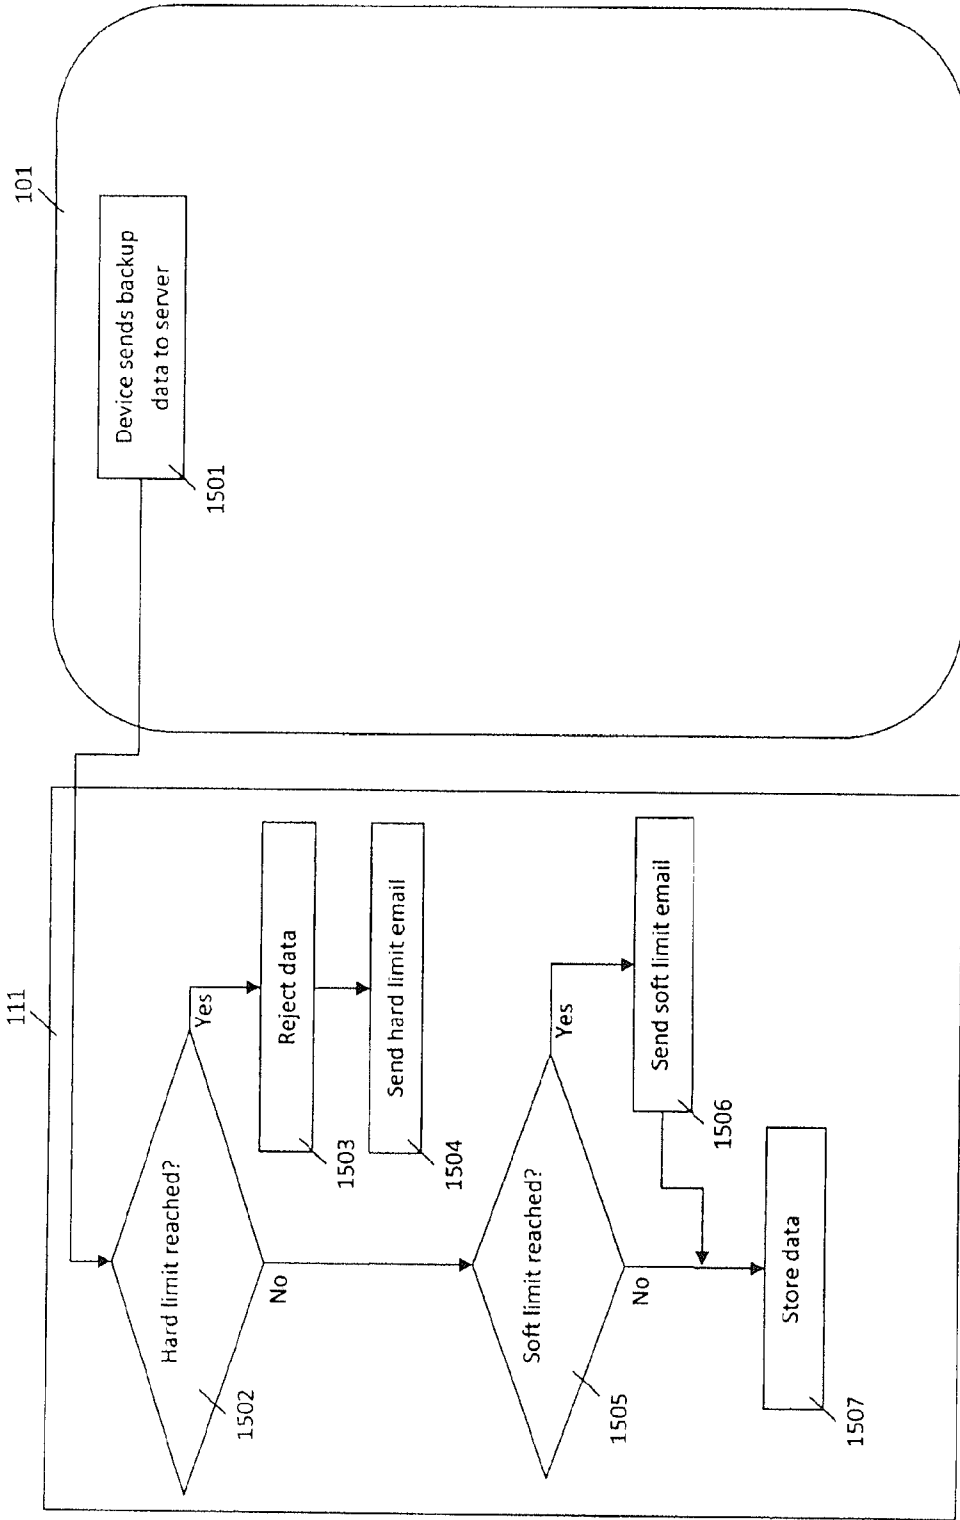 111
101
Device sends backup
data to server
1501
Hard limit reached?
1502
Yes
No
Reject data
1503
Send hard limit email
1504
Soft limit reached?
1505
Yes
No
Send soft limit email
1506
Store data
1507